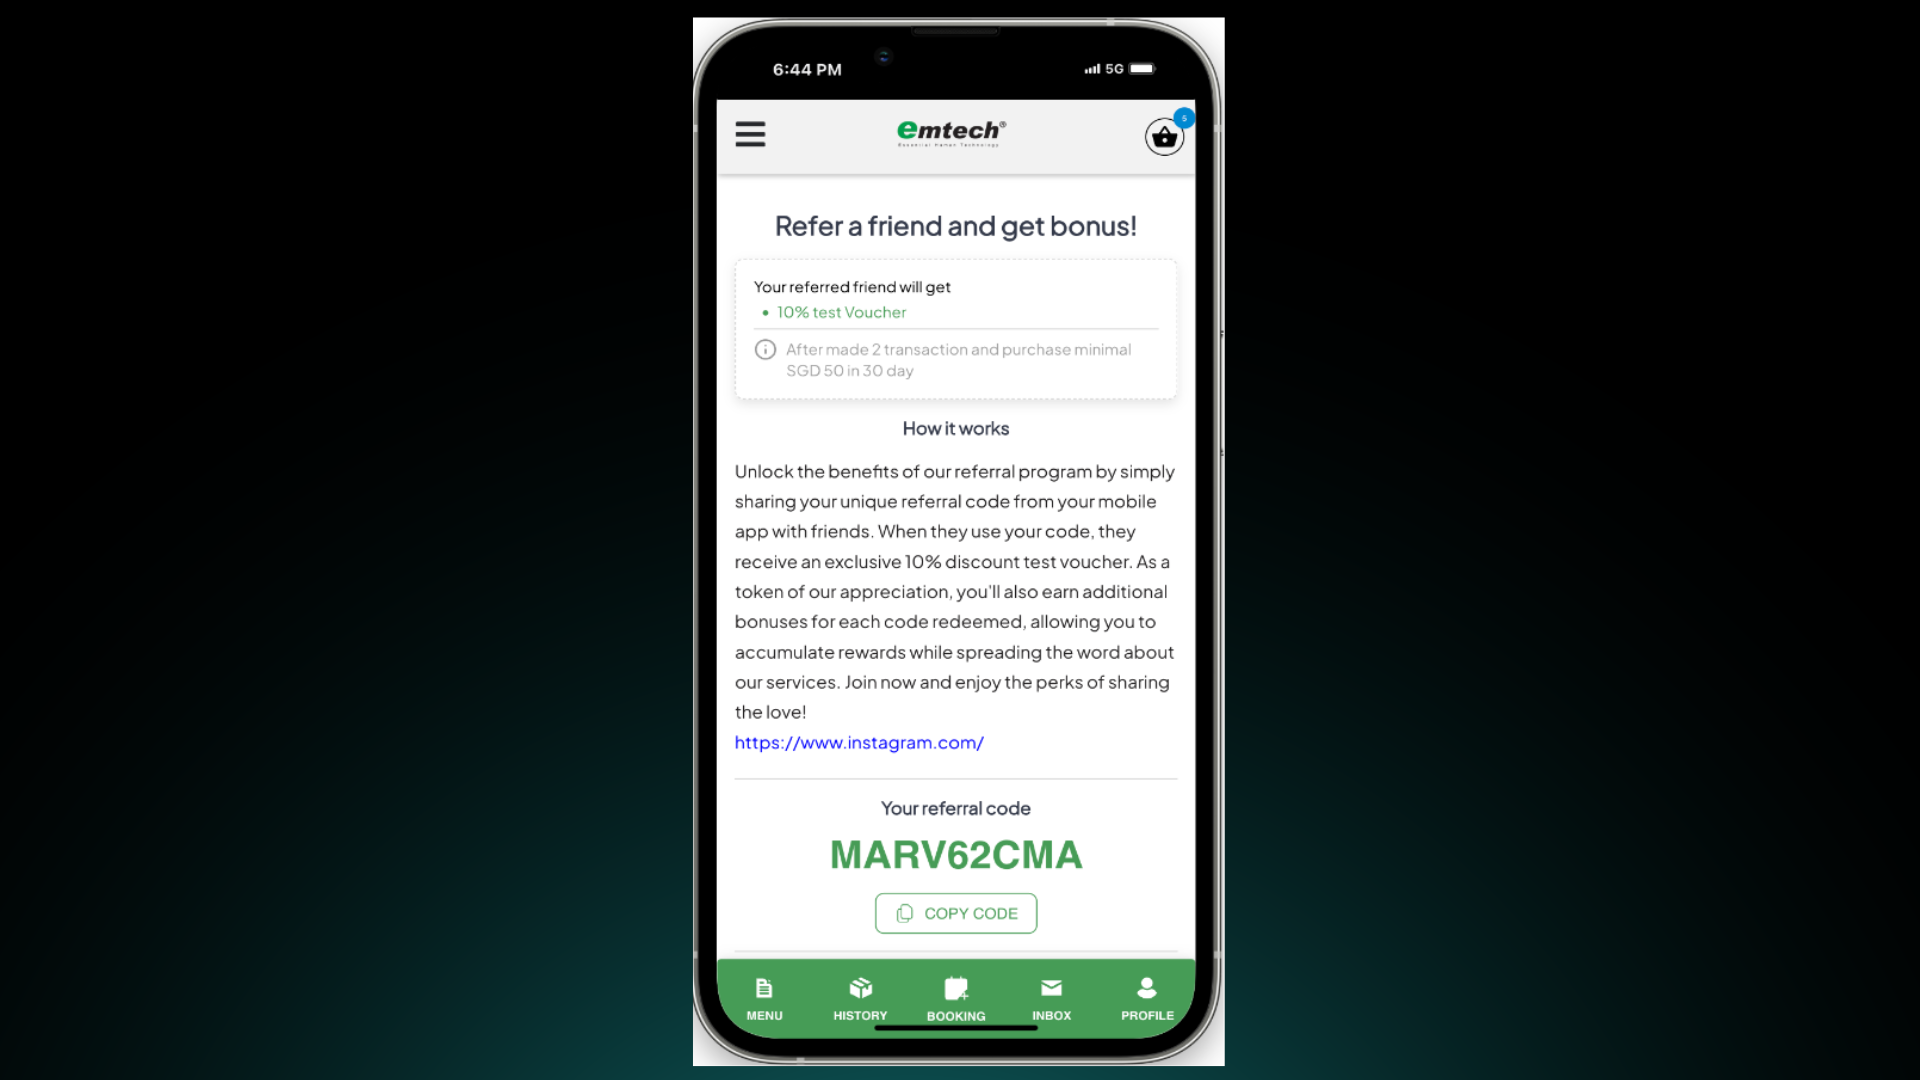 6:44 PM
5G
5
emtech®
Essential Human Technology
Refer a friend and get bonus!
Your referred friend will get
• 10% test Voucher
After made 2 transaction and purchase minimal
SGD 50 in 30 day
How it works
Unlock the benefits of our referral program by simply
sharing your unique referral code from your mobile
app with friends. When they use your code, they
receive an exclusive 10% discount test voucher. As a
token of our appreciation, you'll also earn additional
bonuses for each code redeemed, allowing you to
accumulate rewards while spreading the word about
our services. Join now and enjoy the perks of sharing
the love!
https://www.instagram.com/
Your referral code
MARV62CMA
COPY CODE
MENU HISTORY BOOKING INBOX PROFILE